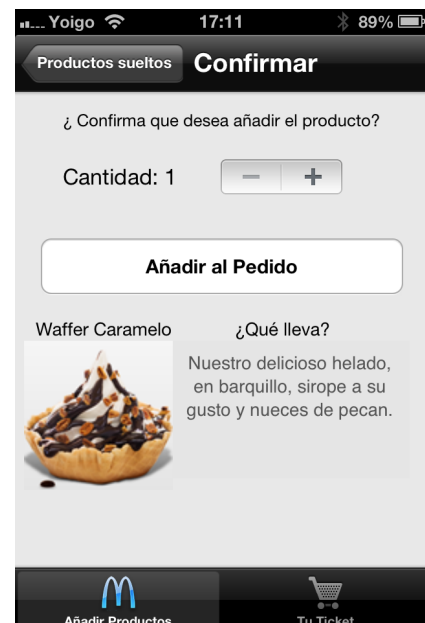 Yoigo 17:11 89%
Productos sueltos Confirmar
¿ Confirma que desea añadir el producto?
Cantidad: 1 − +
Añadir al Pedido
Waffer Caramelo ¿Qué lleva?
Nuestro delicioso helado,
en barquillo, sirope a su
gusto y nueces de pecan.
Añadir Productos Tu Ticket